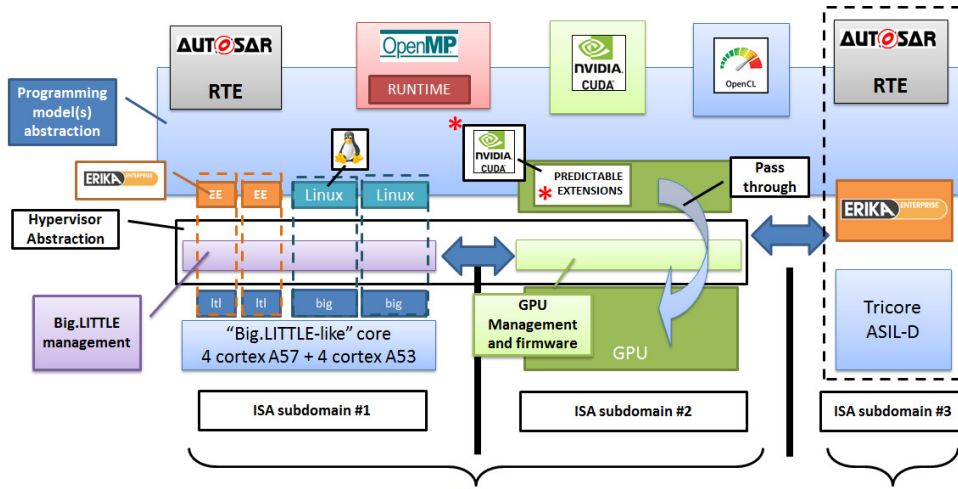 AUTOSAR
RTE
OpenMP
RUNTIME
NVIDIA.
CUDA
OpenCL
AUTOSAR
RTE
Programming
model(s)
abstraction
*
NVIDIA.
CUDA
PREDICTABLE
* EXTENSIONS
Pass
through
ERIKA ENTERPRISE
EE
EE
Linux
Linux
ERIKA ENTERPRISE
Hypervisor
Abstraction
Big.LITTLE
management
ltl
ltl
big
big
GPU
Management
and firmware
GPU
Tricore
ASIL-D
“Big.LITTLE-like” core
4 cortex A57 + 4 cortex A53
ISA subdomain #1
ISA subdomain #2
ISA subdomain #3